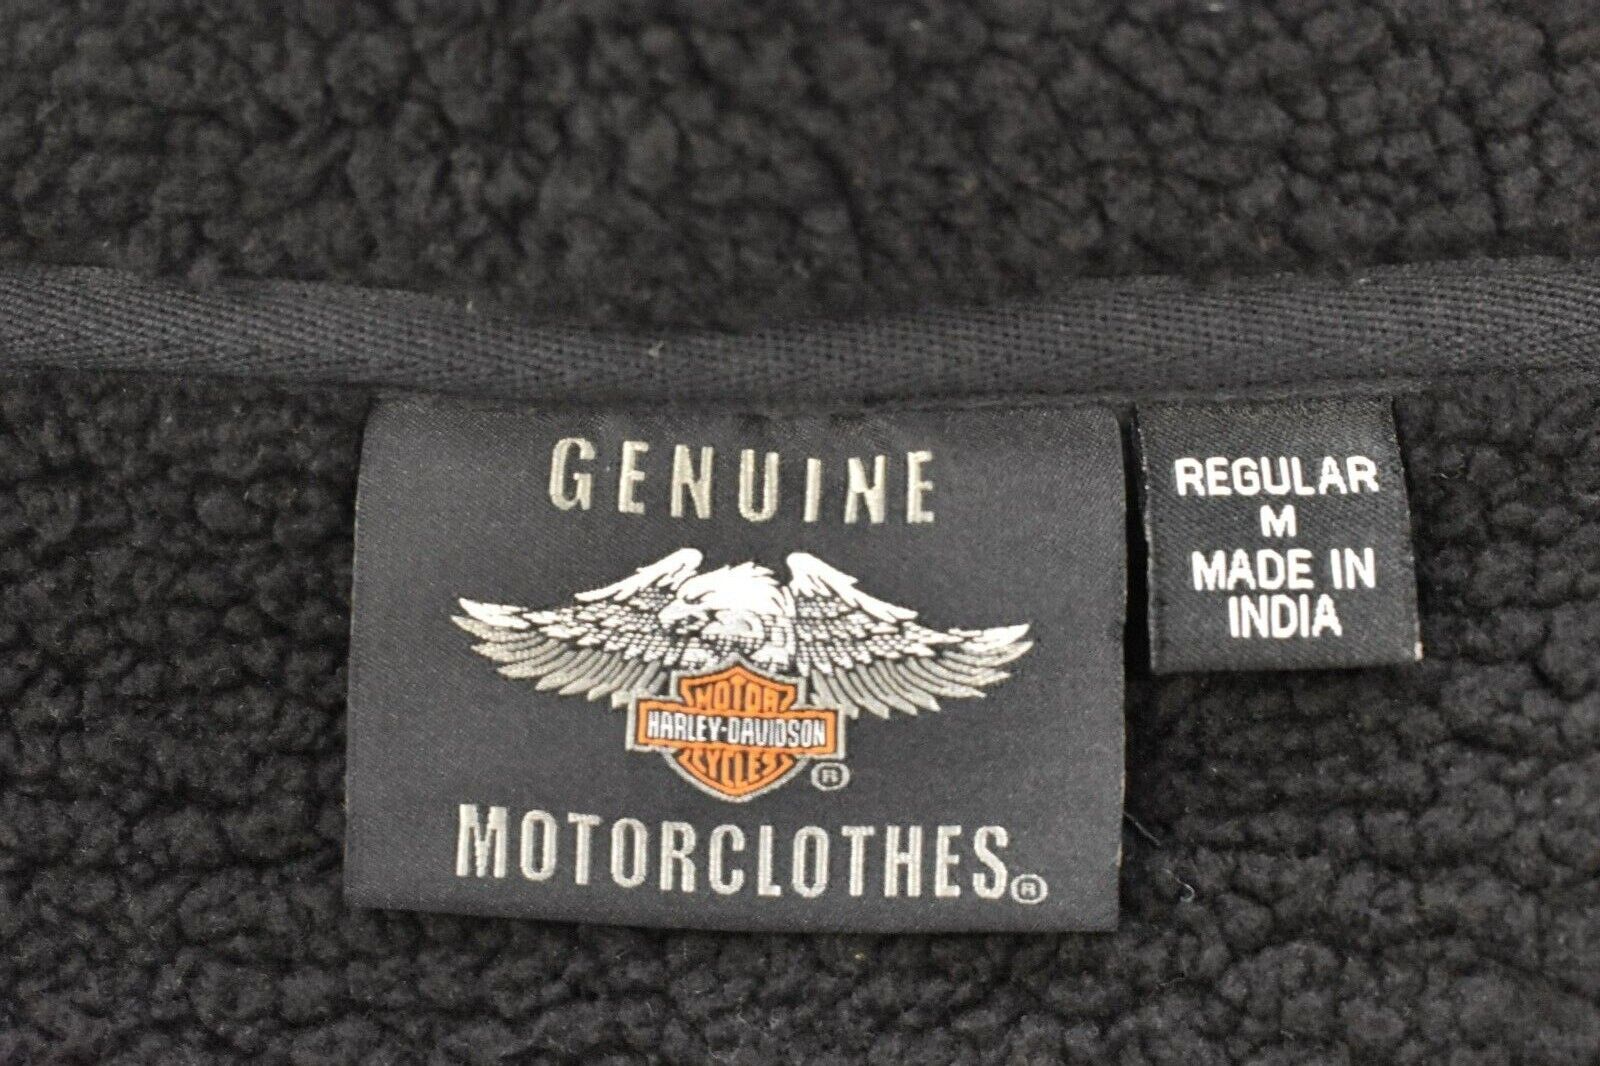 GENUINE
MOTOR
HARLEY-DAVIDSON
CYCLES
®
MOTORCLOTHES®
REGULAR
M
MADE IN
INDIA